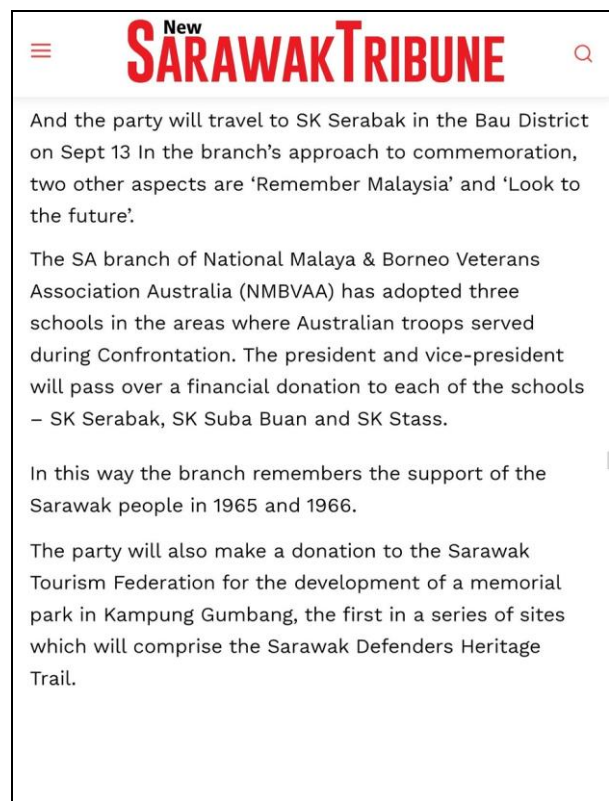 New
SARAWAK TRIBUNE
And the party will travel to SK Serabak in the Bau District
on Sept 13 In the branch’s approach to commemoration,
two other aspects are ‘Remember Malaysia’ and ‘Look to
the future’.
The SA branch of National Malaya & Borneo Veterans
Association Australia (NMBVAA) has adopted three
schools in the areas where Australian troops served
during Confrontation. The president and vice-president
will pass over a financial donation to each of the schools
– SK Serabak, SK Suba Buan and SK Stass.
In this way the branch remembers the support of the
Sarawak people in 1965 and 1966.
The party will also make a donation to the Sarawak
Tourism Federation for the development of a memorial
park in Kampung Gumbang, the first in a series of sites
which will comprise the Sarawak Defenders Heritage
Trail.